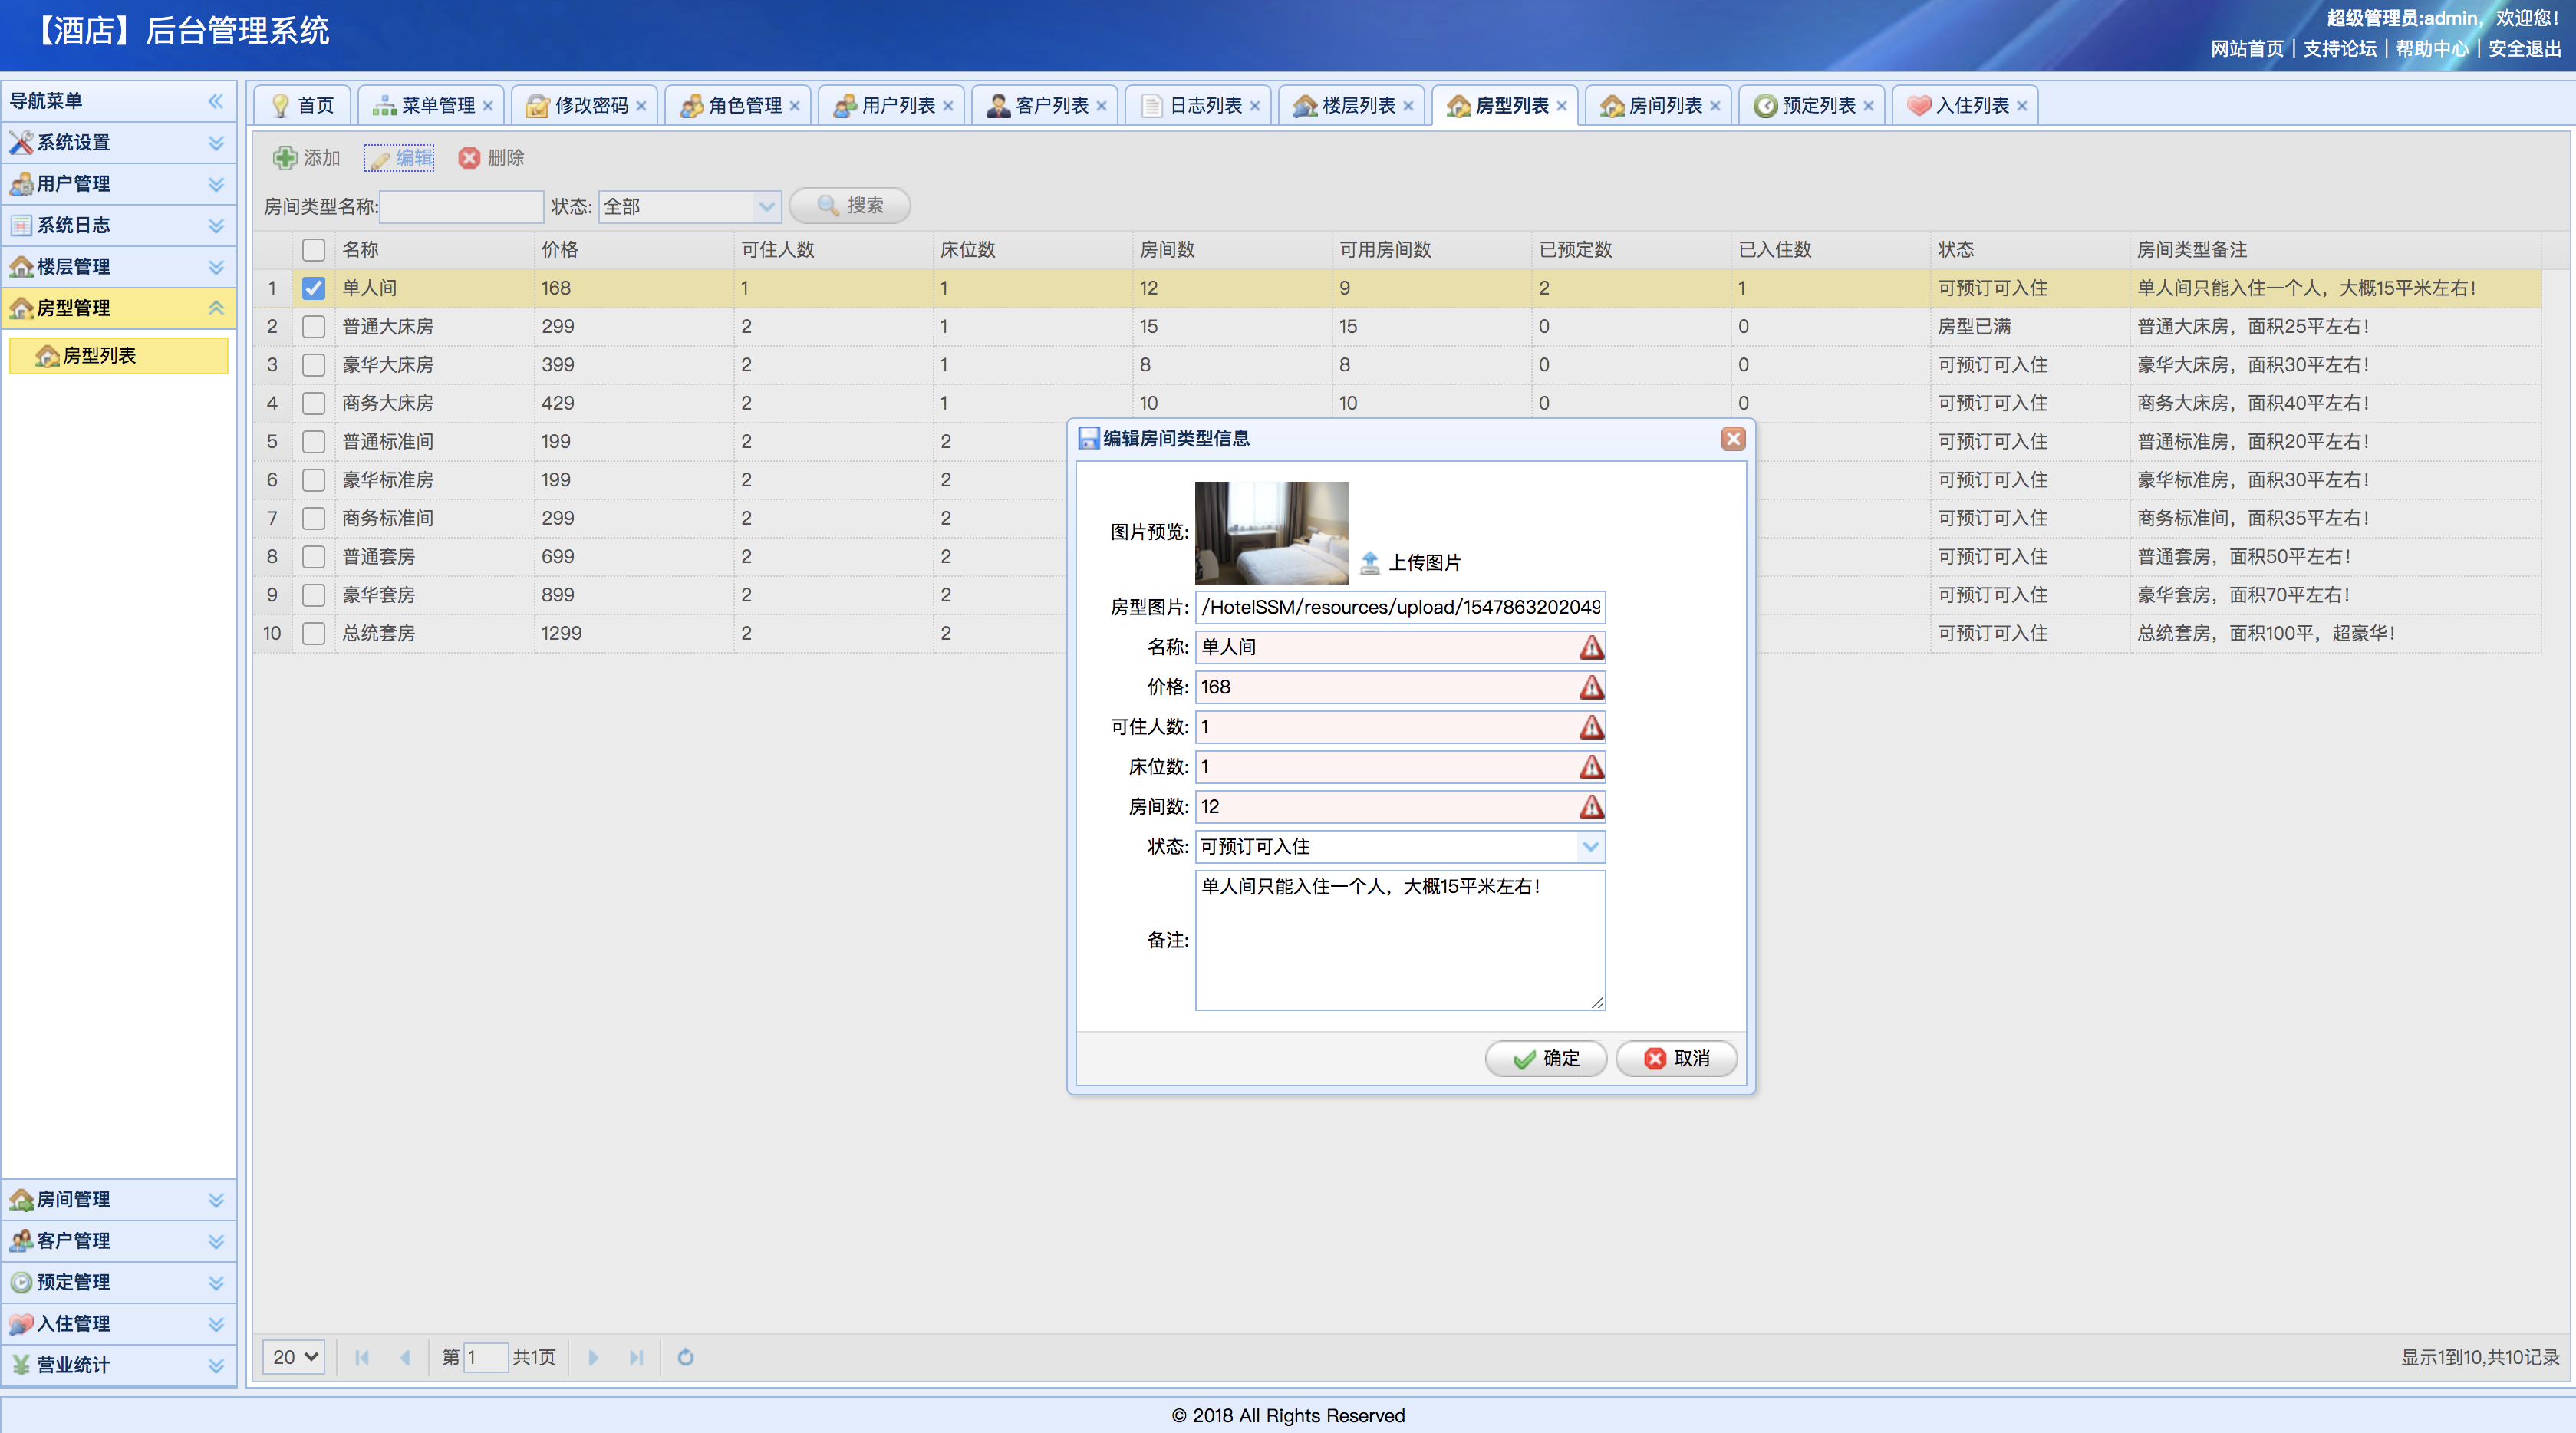 【酒店】后台管理系统
超级管理员:admin，欢迎您！
网站首页 | 支持论坛 | 帮助中心 | 安全退出
导航菜单
系统设置
用户管理
系统日志
楼层管理
房型管理
房型列表
房间管理
客户管理
预定管理
入住管理
营业统计
首页 菜单管理 修改密码 角色管理 用户列表 客户列表 日志列表 楼层列表 房型列表 房间列表 预定列表 入住列表
添加 编辑 删除
房间类型名称: 状态: 全部 搜索
名称 价格 可住人数 床位数 房间数 可用房间数 已预定数 已入住数 状态 房间类型备注
1 单人间 168 1 1 12 9 2 1 可预订可入住 单人间只能入住一个人，大概15平米左右！
2 普通大床房 299 2 1 15 15 0 0 房型已满 普通大床房，面积25平左右！
3 豪华大床房 399 2 1 8 8 0 0 可预订可入住 豪华大床房，面积30平左右！
4 商务大床房 429 2 1 10 10 0 0 可预订可入住 商务大床房，面积40平左右！
5 普通标准间 199 2 2 可预订可入住 普通标准房，面积20平左右！
6 豪华标准房 199 2 2 可预订可入住 豪华标准房，面积30平左右！
7 商务标准间 299 2 2 可预订可入住 商务标准间，面积35平左右！
8 普通套房 699 2 2 可预订可入住 普通套房，面积50平左右！
9 豪华套房 899 2 2 可预订可入住 豪华套房，面积70平左右！
10 总统套房 1299 2 2 可预订可入住 总统套房，面积100平，超豪华！
编辑房间类型信息
图片预览: 上传图片
房型图片: /HotelSSM/resources/upload/1547863202049
名称: 单人间
价格: 168
可住人数: 1
床位数: 1
房间数: 12
状态: 可预订可入住
备注: 单人间只能入住一个人，大概15平米左右！
确定 取消
20 第 1 共1页 显示1到10,共10记录
© 2018 All Rights Reserved